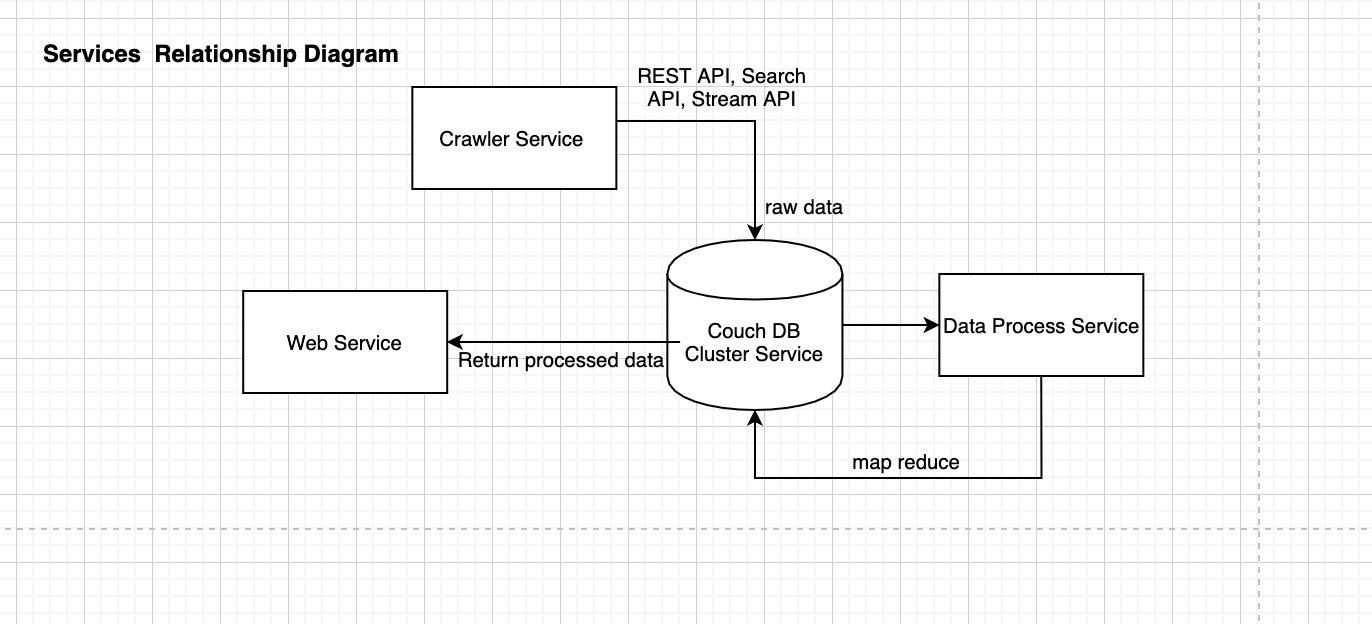 Services  Relationship Diagram
REST API, Search
API, Stream API
Crawler Service
raw data
Web Service
Return processed data
Couch DB
Cluster Service
Data Process Service
map reduce